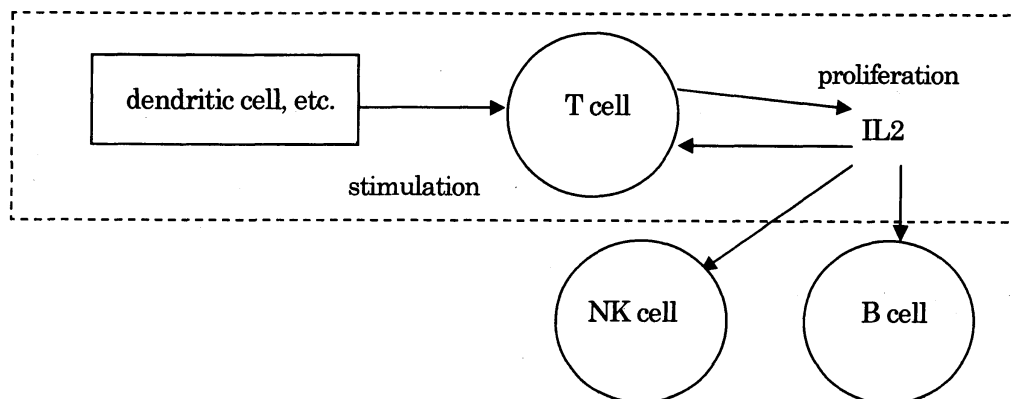 proliferation
dendritic cell, etc.
T cell
IL2
stimulation
NK cell
B cell